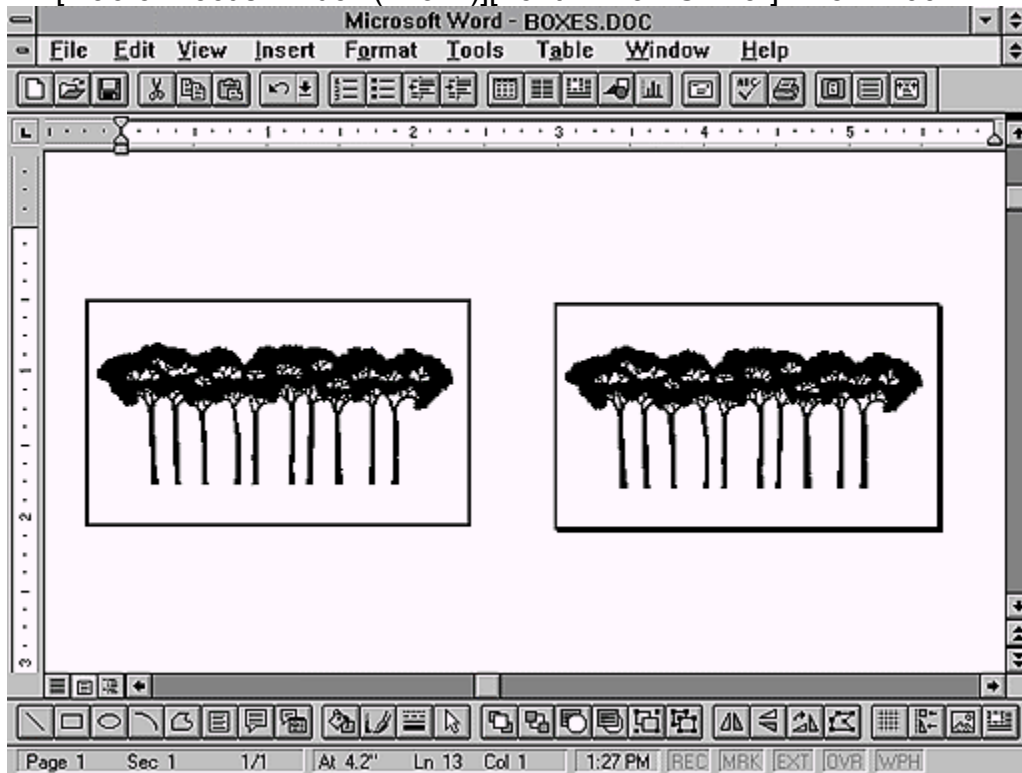 Microsoft Word - BOXES.DOC
File Edit View Insert Format Tools Table Window Help
1 2 3 4 5
1
2
3
Page 1 Sec 1 1/1 At 4.2" Ln 13 Col 1 1:27 PM REC MRK EXT OVR WPH